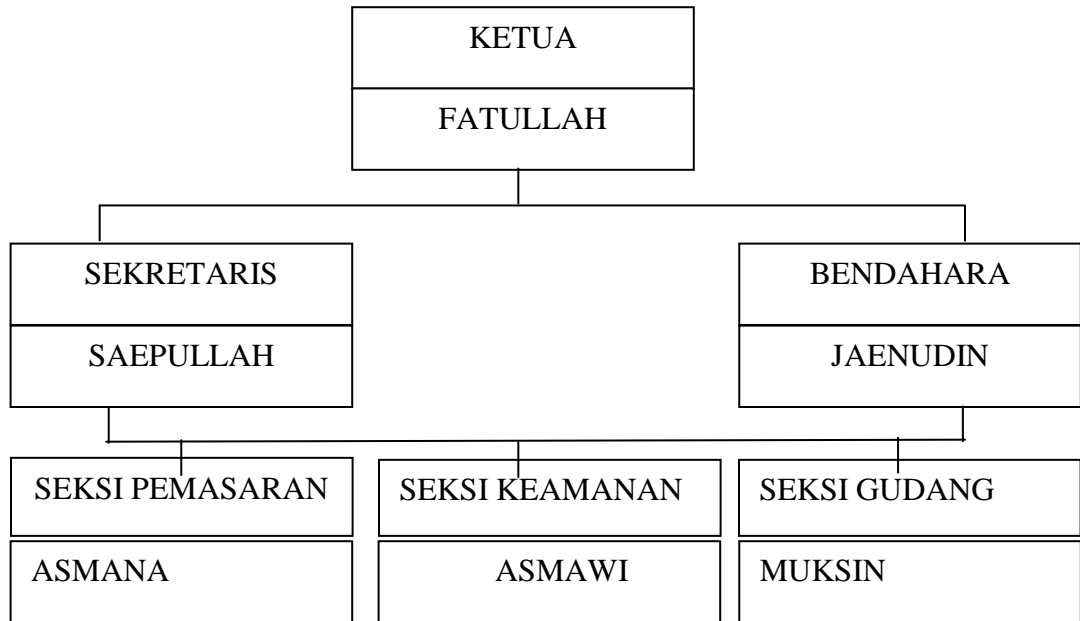 KETUA
FATULLAH
SEKRETARIS
BENDAHARA
SAEPULLAH
JAENUDIN
SEKSI PEMASARAN
SEKSI KEAMANAN
SEKSI GUDANG
ASMANA
ASMAWI
MUKSIN